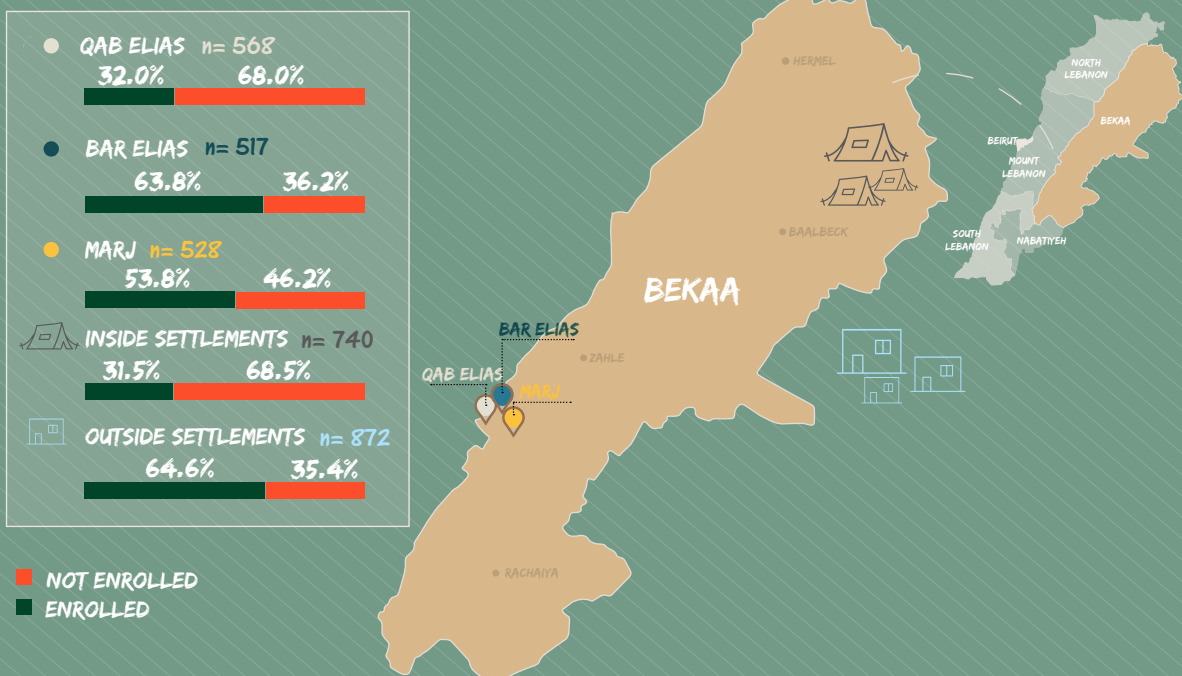 QAB ELIAS n= 568
32.0% 68.0%
BAR ELIAS n= 517
63.8% 36.2%
MARJ n= 528
53.8% 46.2%
INSIDE SETTLEMENTS n= 740
31.5% 68.5%
OUTSIDE SETTLEMENTS n= 872
64.6% 35.4%
NOT ENROLLED
ENROLLED
HERMEL
BAALBECK
BEKAA
BAR ELIAS
ZAHLE
QAB ELIAS
MARJ
RACHAIYA
NORTH
LEBANON
BEKAA
BEIRUT
MOUNT
LEBANON
SOUTH
LEBANON
NABATIYEH